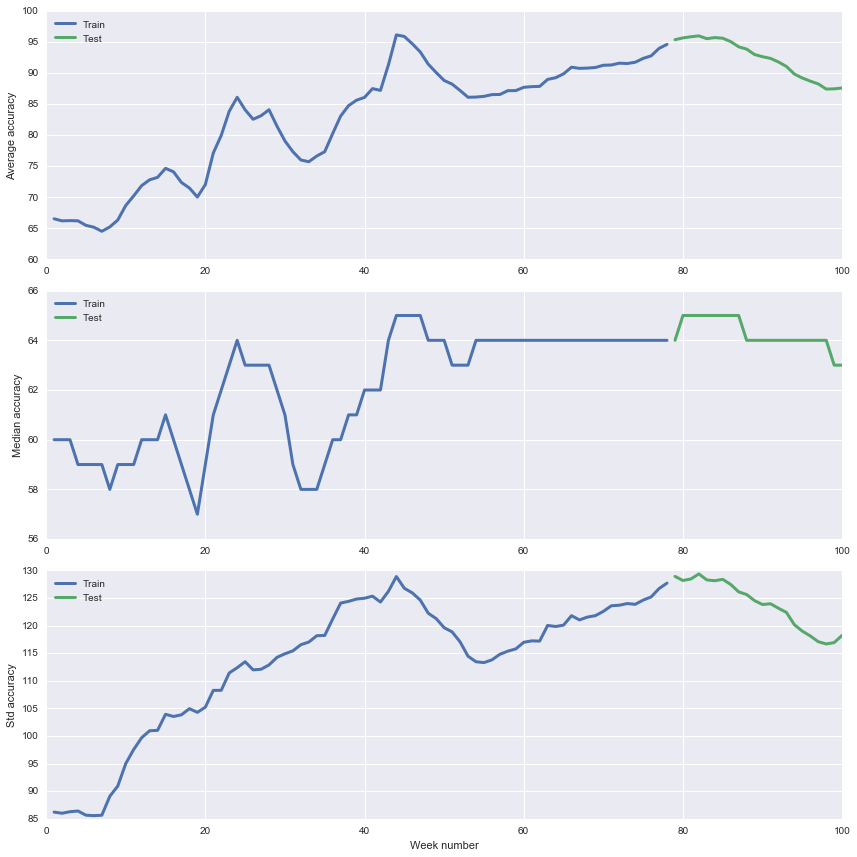 100
95
90
85
80
75
70
65
60
Average accuracy
Train
Test
0 20 40 60 80 100
66
64
62
60
58
56
Median accuracy
Train
Test
0 20 40 60 80 100
130
125
120
115
110
105
100
95
90
85
Std accuracy
Train
Test
0 20 40 60 80 100
Week number